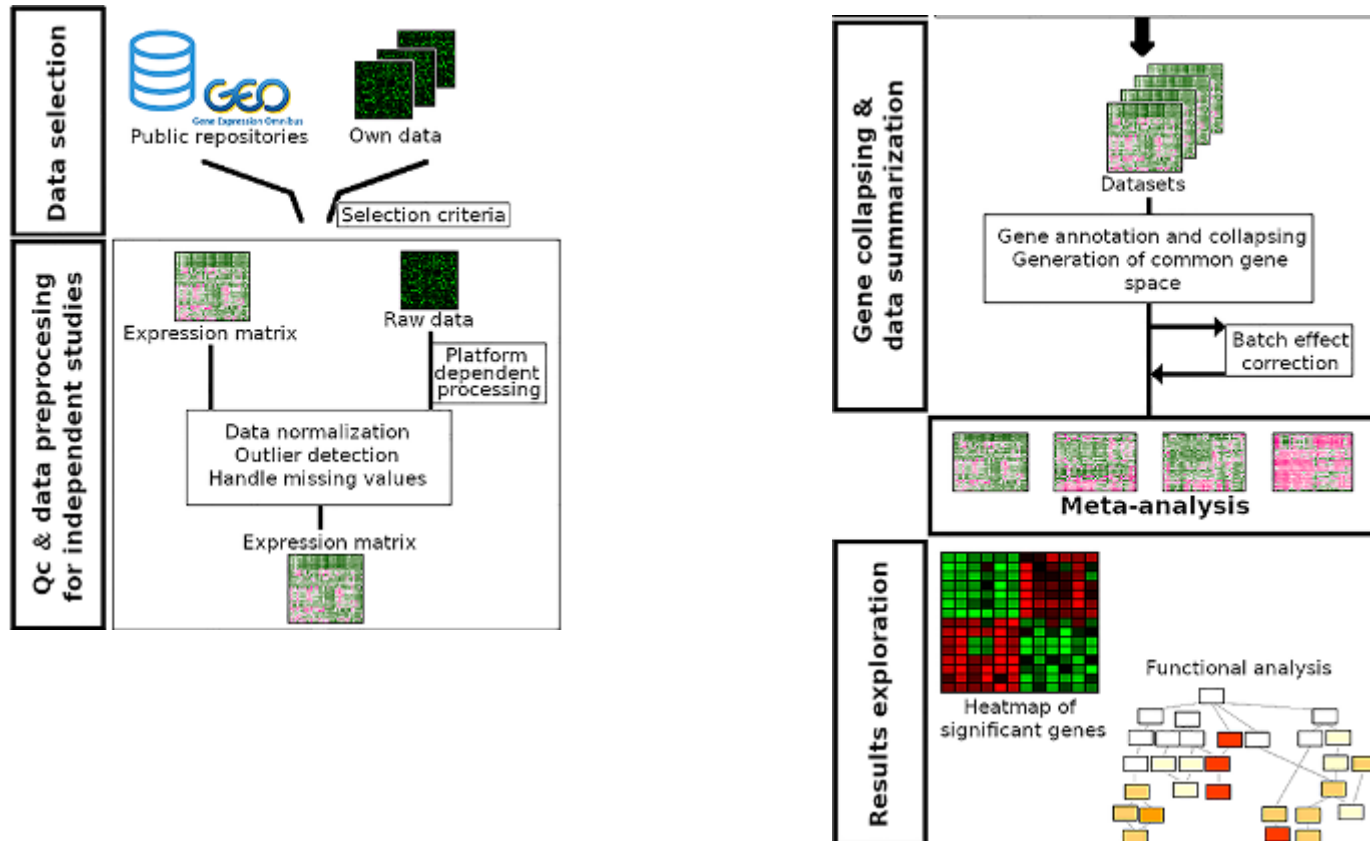 Data selection
GEO
Gene Expression Omnibus
Public repositories
Own data
Selection criteria
Qc & data preprocesing
for independent studies
Expression matrix
Raw data
Platform
dependent
processing
Data normalization
Outlier detection
Handle missing values
Expression matrix
Gene collapsing &
data summarization
Datasets
Gene annotation and collapsing
Generation of common gene
space
Batch effect
correction
Meta-analysis
Results exploration
Heatmap of
significant genes
Functional analysis